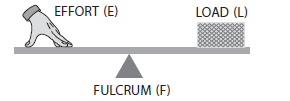 EFFORT (E)
LOAD (L)
FULCRUM (F)